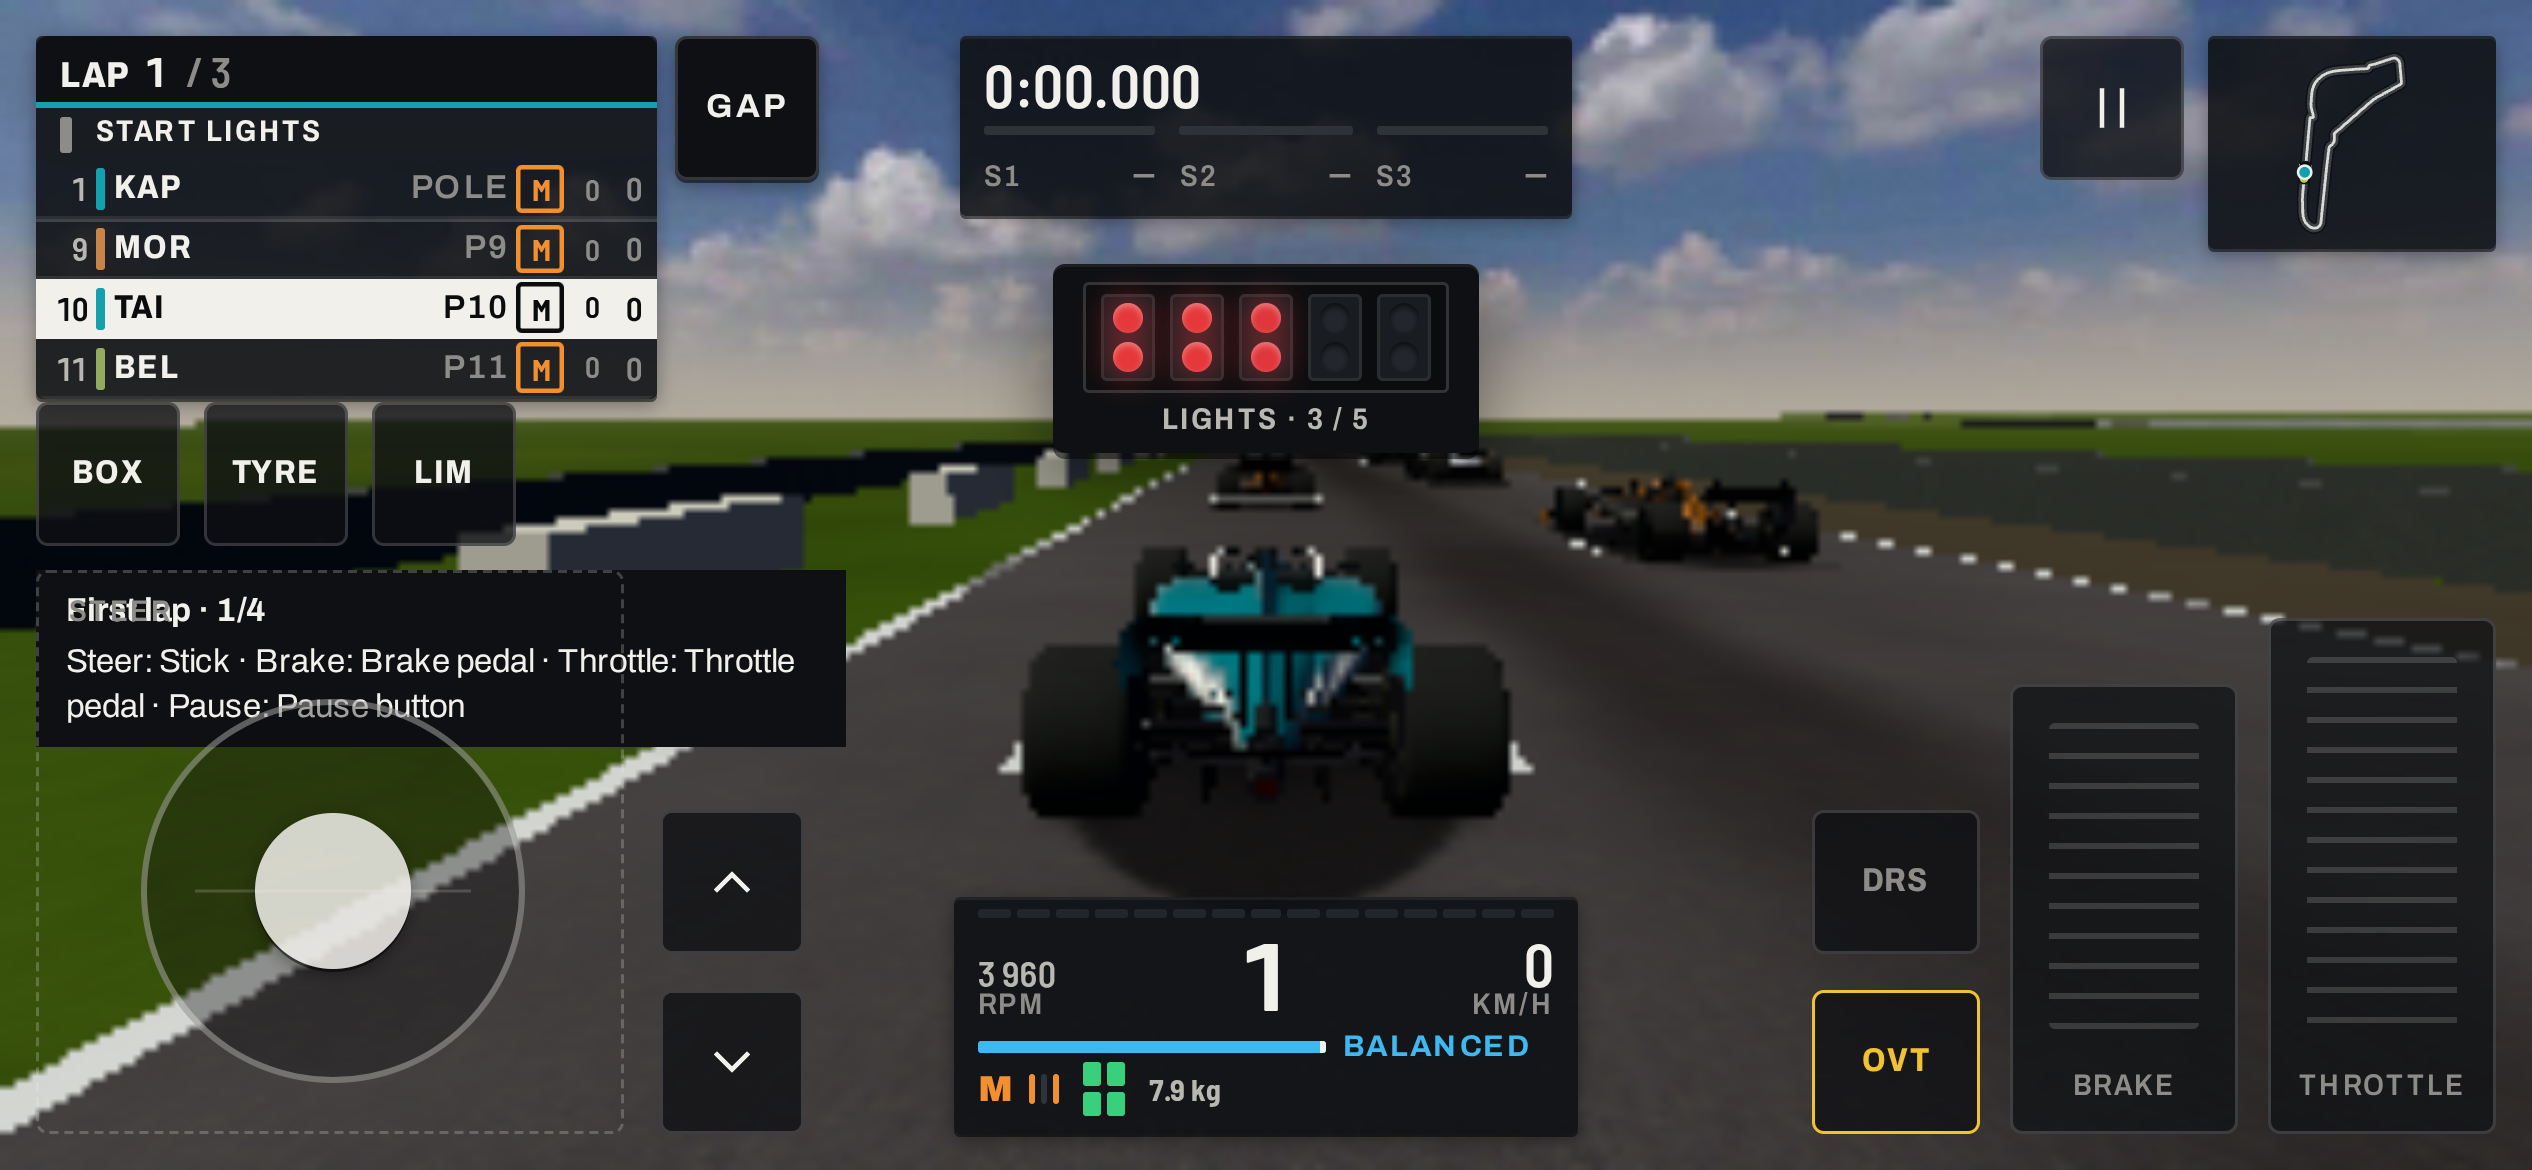 LAP 1 / 3
START LIGHTS
1 KAP POLE M 0 0
9 MOR P9 M 0 0
10 TAI P10 M 0 0
11 BEL P11 M 0 0
GAP
0:00.000
S1 — S2 — S3 —
LIGHTS · 3 / 5
BOX TYRE LIM
STEER
First lap · 1/4
Steer: Stick · Brake: Brake pedal · Throttle: Throttle
pedal · Pause: Pause button
3 960
RPM
1
0
KM/H
BALANCED
M 7.9 kg
DRS
OVT
BRAKE
THROTTLE